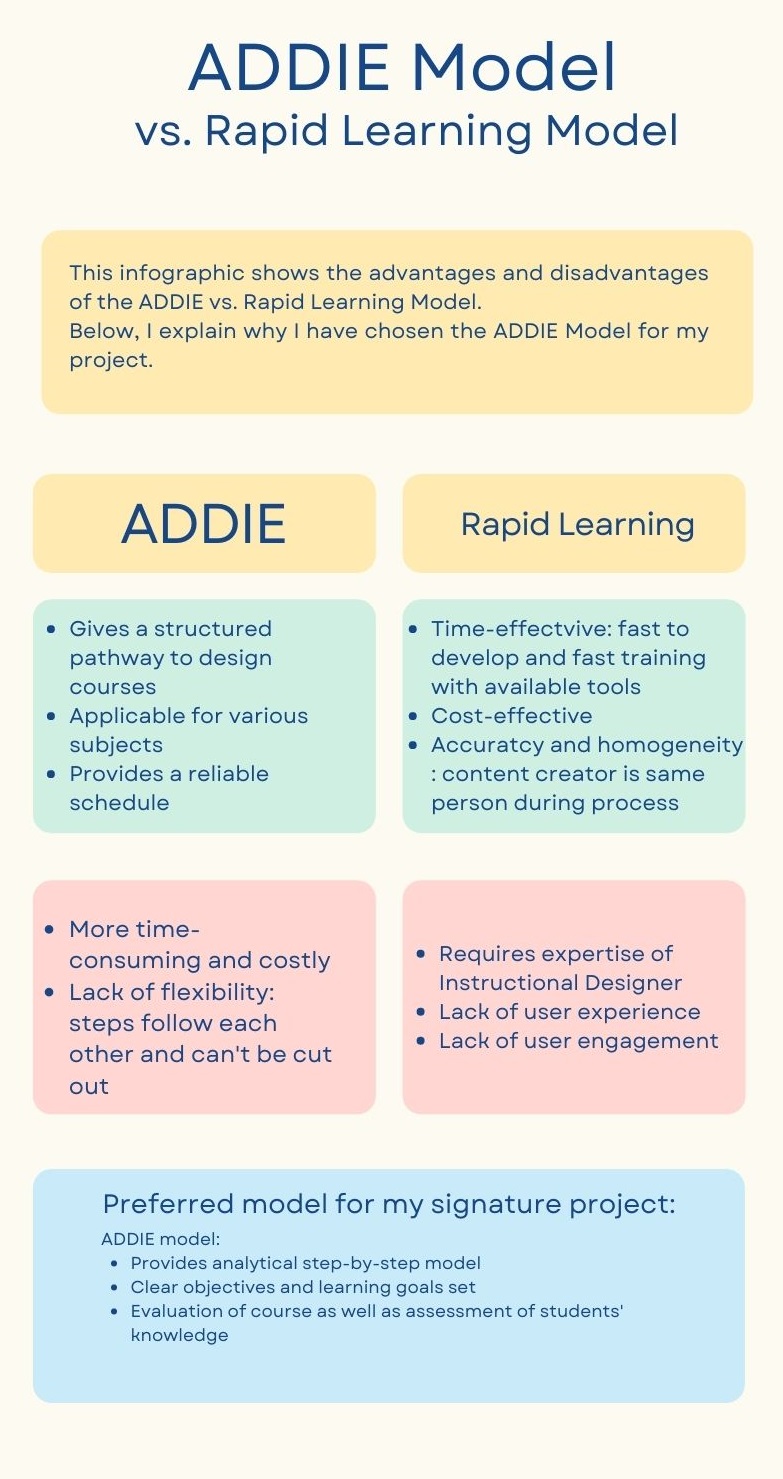 ADDIE Model
vs. Rapid Learning Model
This infographic shows the advantages and disadvantages
of the ADDIE vs. Rapid Learning Model.
Below, I explain why I have chosen the ADDIE Model for my
project.
ADDIE
Rapid Learning
• Gives a structured
pathway to design
courses
• Applicable for various
subjects
• Provides a reliable
schedule
• Time-effectvive: fast to
develop and fast training
with available tools
• Cost-effective
• Accuratcy and homogeneity
: content creator is same
person during process
• More time-
consuming and costly
• Lack of flexibility:
steps follow each
other and can't be cut
out
• Requires expertise of
Instructional Designer
• Lack of user experience
• Lack of user engagement
Preferred model for my signature project:
ADDIE model:
• Provides analytical step-by-step model
• Clear objectives and learning goals set
• Evaluation of course as well as assessment of students'
knowledge